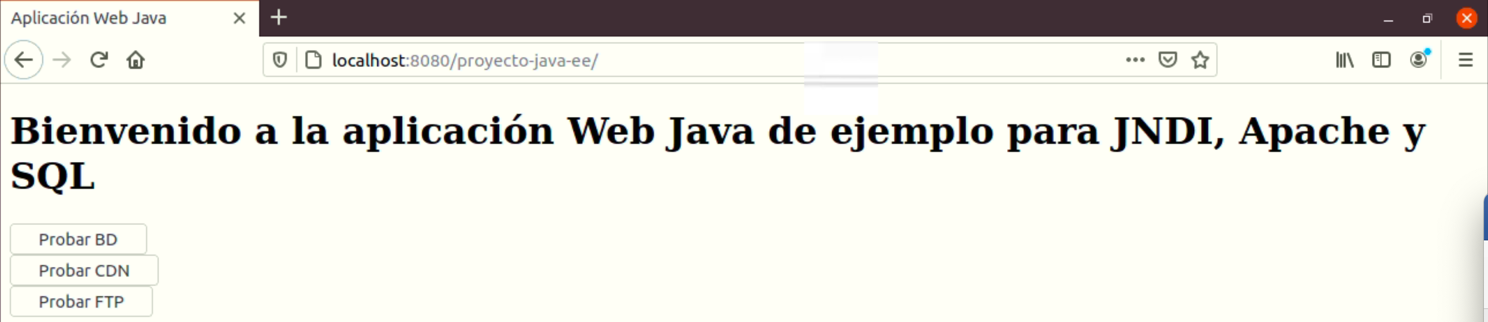 Aplicación Web Java
localhost:8080/proyecto-java-ee/
Bienvenido a la aplicación Web Java de ejemplo para JNDI, Apache y
SQL
Probar BD
Probar CDN
Probar FTP